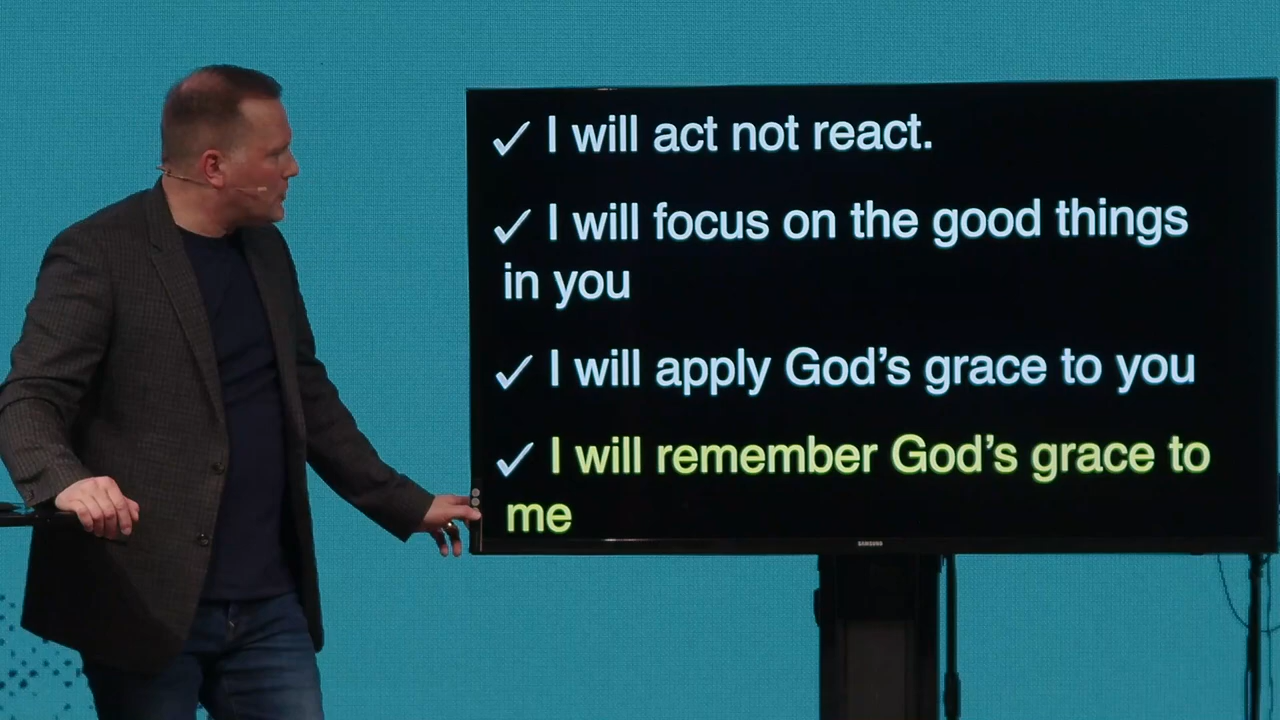 ✓ I will act not react.
✓ I will focus on the good things
in you
✓ I will apply God’s grace to you
✓ I will remember God’s grace to
me
SAMSUNG